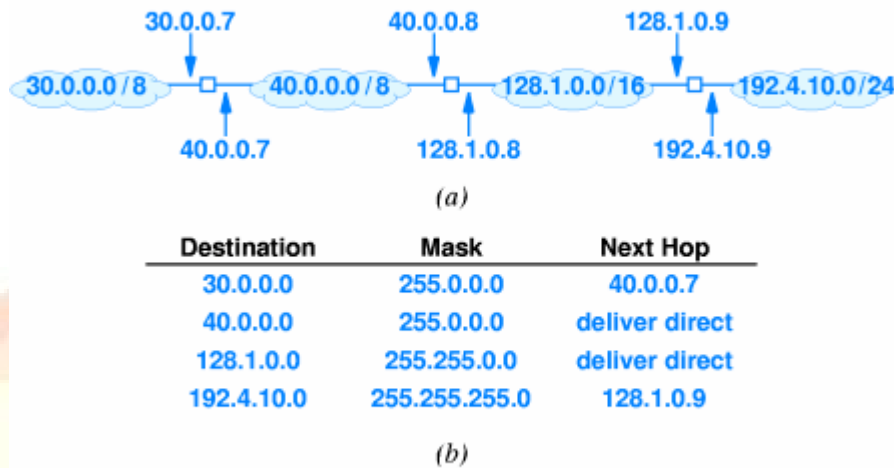 30.0.0.7 40.0.0.8 128.1.0.9
30.0.0.0 / 8 40.0.0.0 / 8 128.1.0.0 / 16 192.4.10.0 / 24
40.0.0.7 128.1.0.8 192.4.10.9
(a)
Destination Mask Next Hop
30.0.0.0 255.0.0.0 40.0.0.7
40.0.0.0 255.0.0.0 deliver direct
128.1.0.0 255.255.0.0 deliver direct
192.4.10.0 255.255.255.0 128.1.0.9
(b)